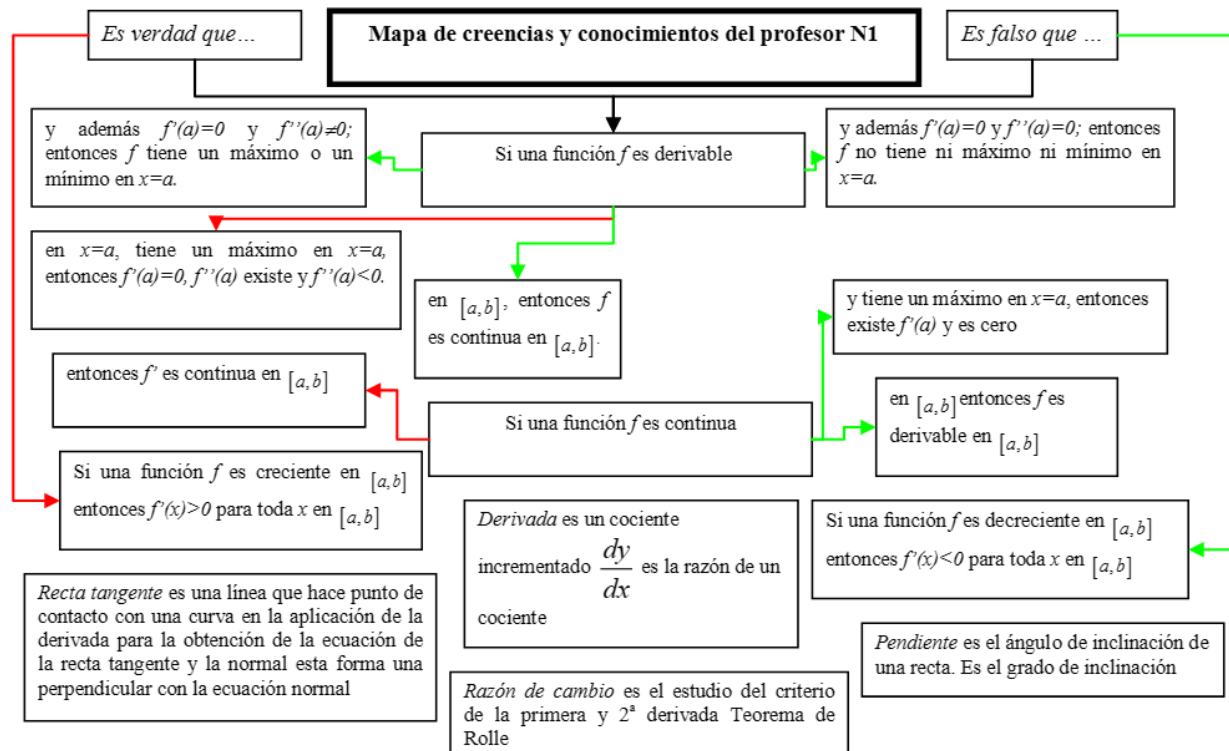 Es verdad que…
Mapa de creencias y conocimientos del profesor N1
Es falso que …
y además f'(a)=0 y f''(a)≠0;
entonces f tiene un máximo o un
mínimo en x=a.
Si una función f es derivable
y además f'(a)=0 y f''(a)=0; entonces
f no tiene ni máximo ni mínimo en
x=a.
en x=a, tiene un máximo en x=a,
entonces f'(a)=0, f''(a) existe y f''(a)<0.
en [a,b], entonces f
es continua en [a,b].
y tiene un máximo en x=a, entonces
existe f'(a) y es cero
entonces f' es continua en [a,b]
Si una función f es continua
en [a,b] entonces f es
derivable en [a,b]
Si una función f es creciente en [a,b]
entonces f'(x)>0 para toda x en [a,b]
Derivada es un cociente
incrementado dy/dx es la razón de un
cociente
Si una función f es decreciente en [a,b]
entonces f'(x)<0 para toda x en [a,b]
Recta tangente es una línea que hace punto de
contacto con una curva en la aplicación de la
derivada para la obtención de la ecuación de
la recta tangente y la normal esta forma una
perpendicular con la ecuación normal
Pendiente es el ángulo de inclinación de
una recta. Es el grado de inclinación
Razón de cambio es el estudio del criterio
de la primera y 2ª derivada Teorema de
Rolle